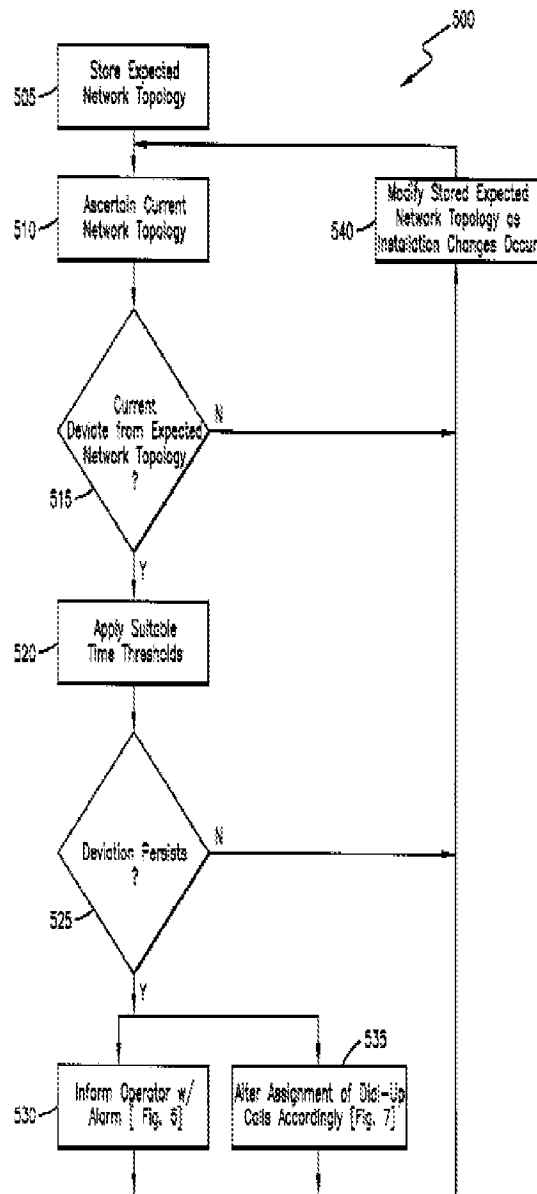 500
505
Store Expected
Network Topology
510
Ascertain Current
Network Topology
540
Modify Stored Expected
Network Topology as
Installation Changes Occur
Current
Deviate from Expected
Network Topology
?
515
N
Y
520
Apply Suitable
Time Thresholds
Deviation Persists
?
525
N
Y
530
Inform Operator w/
Alarm [ Fig. 6]
535
Alter Assignment of Dial-Up
Calls Accordingly [Fig. 7]